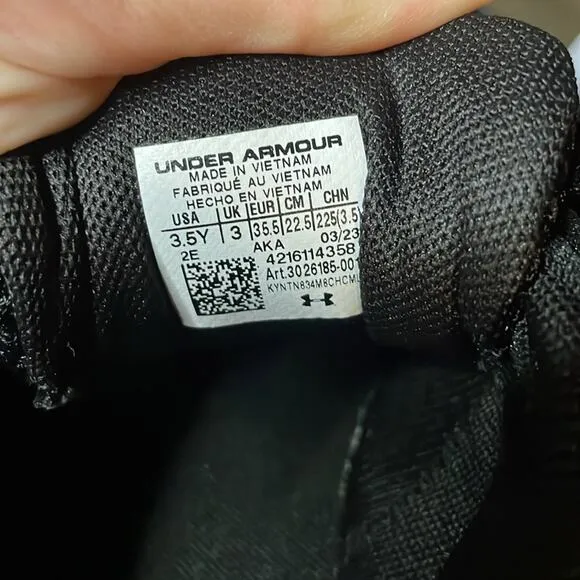 UNDER ARMOUR
MADE IN VIETNAM
FABRIQUÉ AU VIETNAM
HECHO EN VIETNAM
USA UK EUR CM CHN
3.5Y 3 35.5 22.5 225(3.5)
2E AKA 03/23
4216114358
Art.3026185-001
KYNTN834M8CHCML